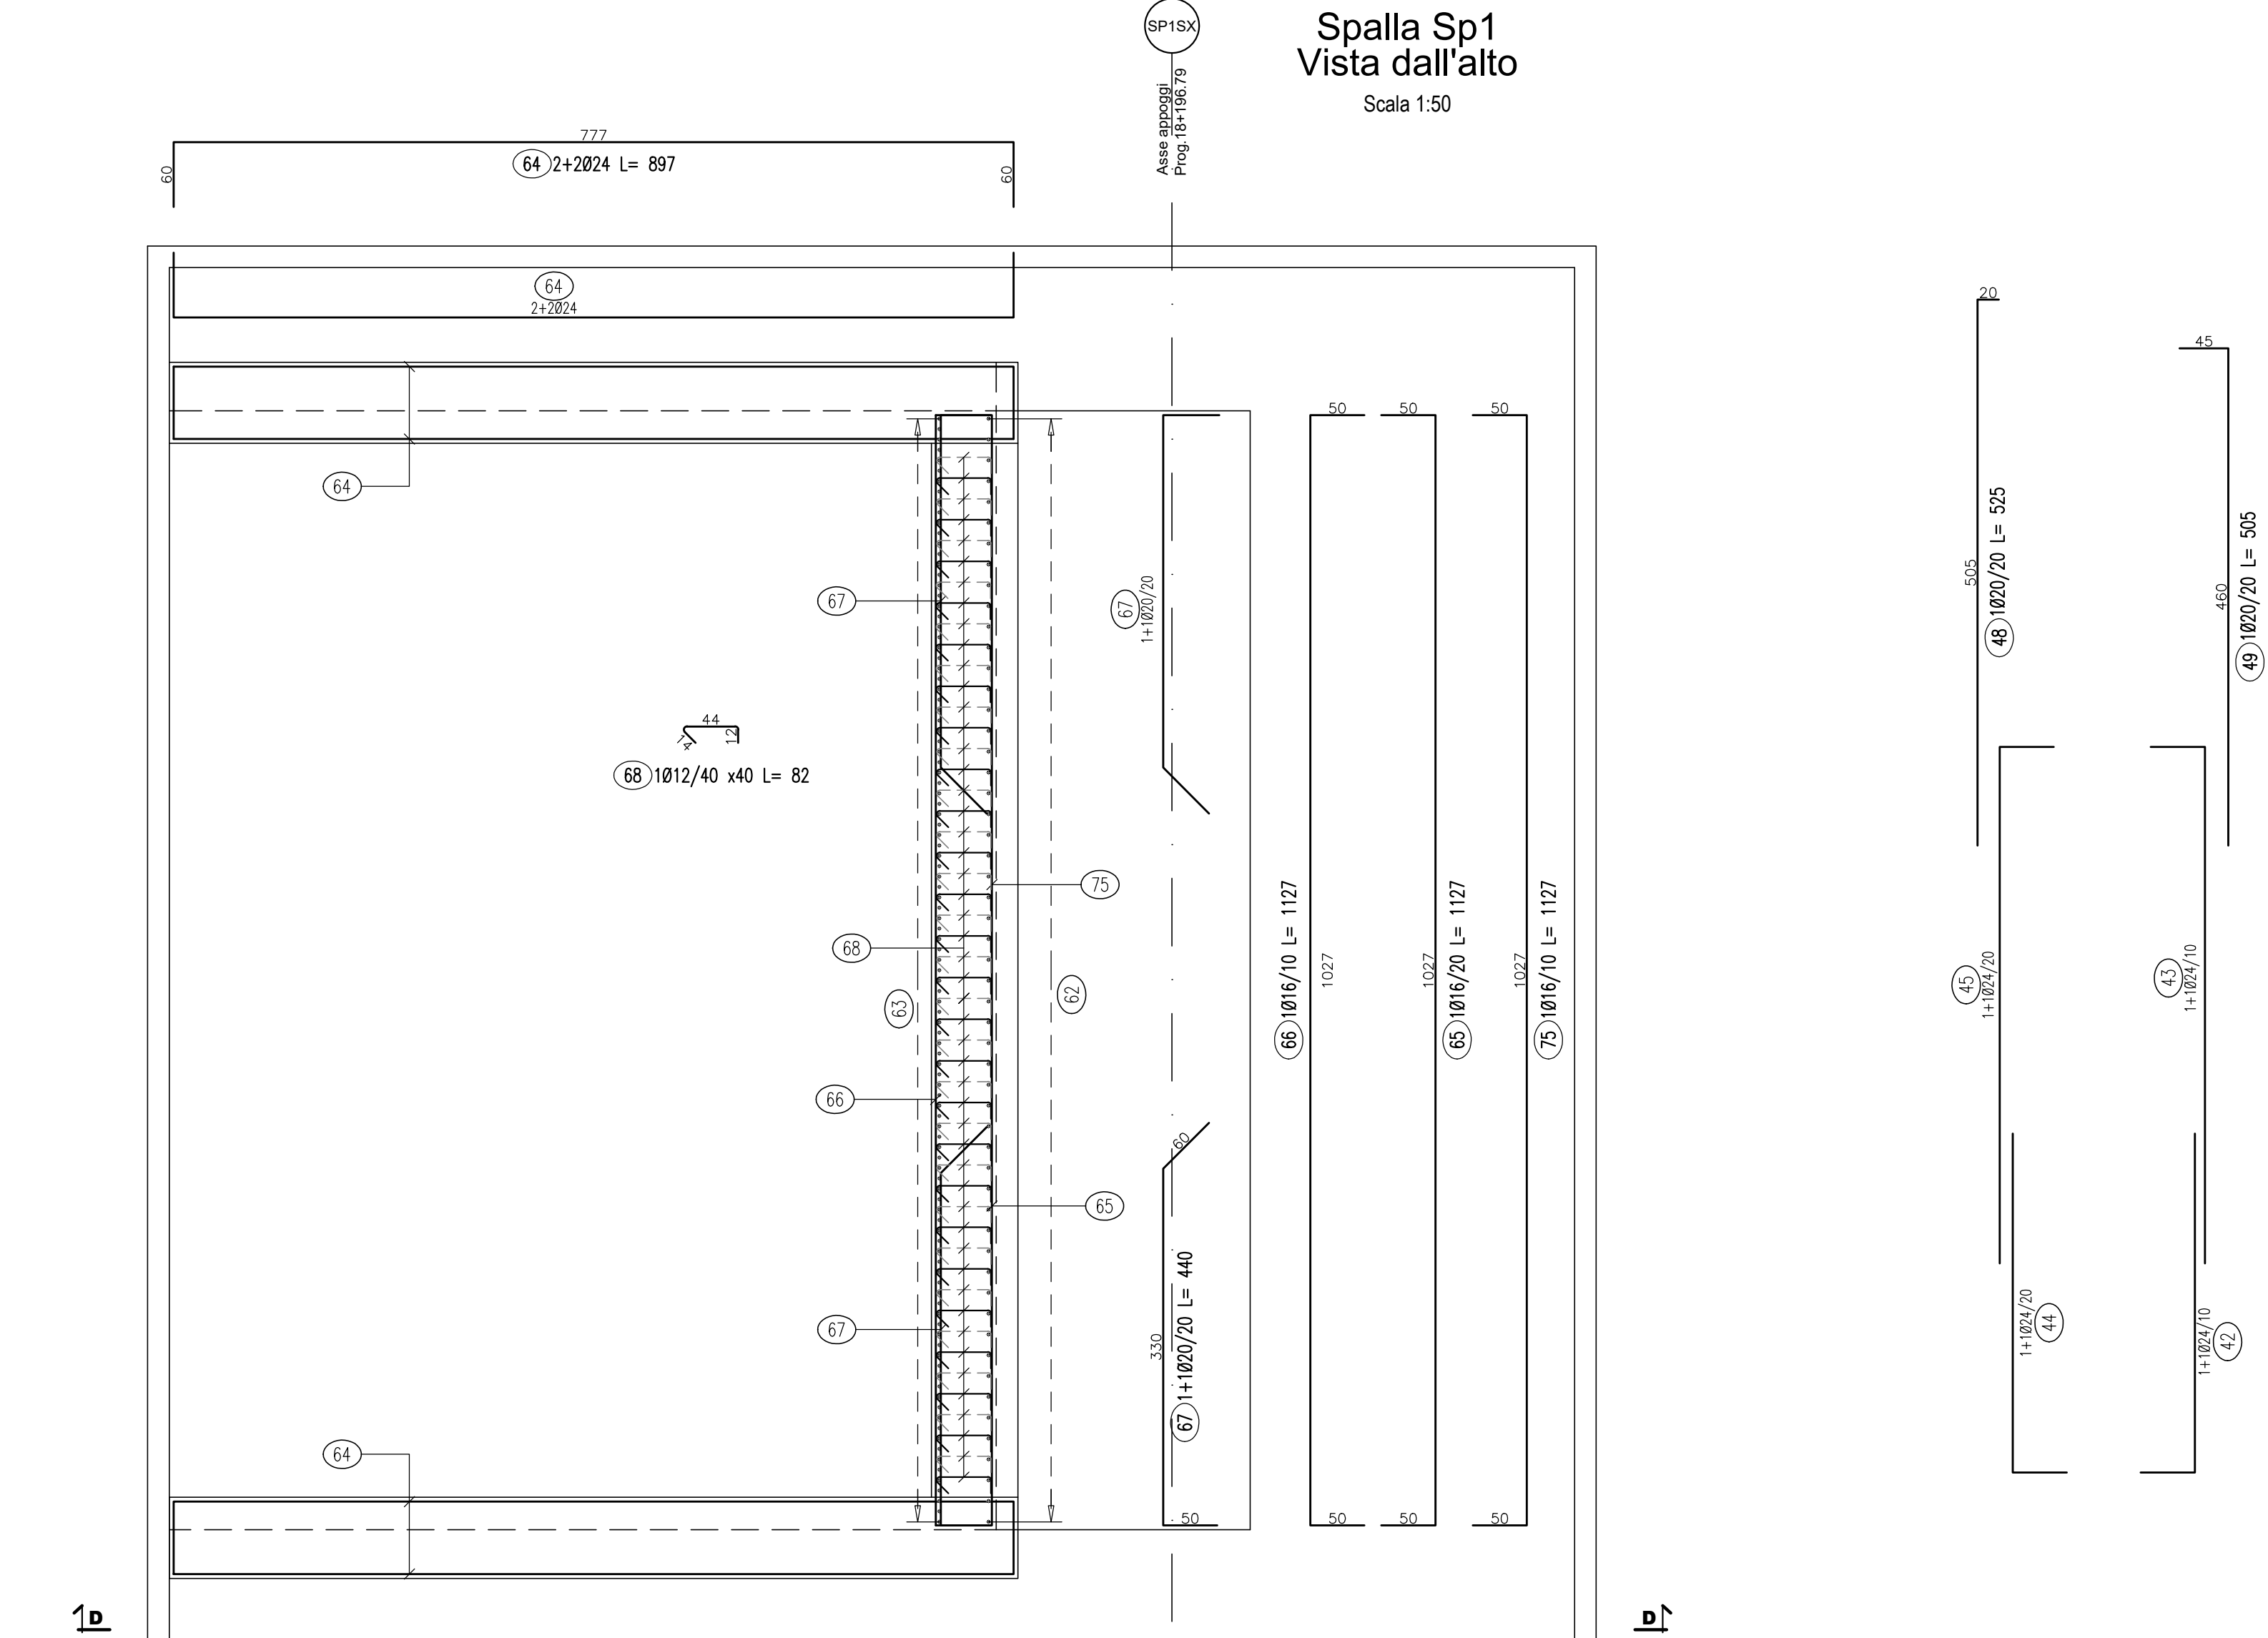 SP1SX
Spalla Sp1
Vista dall'alto
Scala 1:50
Asse appoggi
Prog.18+196.79
777
60
64 2+2Ø24 L= 897
60
64
2+2Ø24
20
45
50
50
50
64
505
48 1Ø20/20 L= 525
460
49 1Ø20/20 L= 505
67
67
1+1Ø20/20
44
14
12
68 1Ø12/40 x40 L= 82
75
68
63
62
66 1Ø16/10 L= 1127
1027
1027
65 1Ø16/20 L= 1127
1027
75 1Ø16/10 L= 1127
45
1+1Ø24/20
43
1+1Ø24/10
66
60
65
67
330
67 1+1Ø20/20 L= 440
1+1Ø24/20
44
1+1Ø24/10
42
64
50
50
50
50
D
D